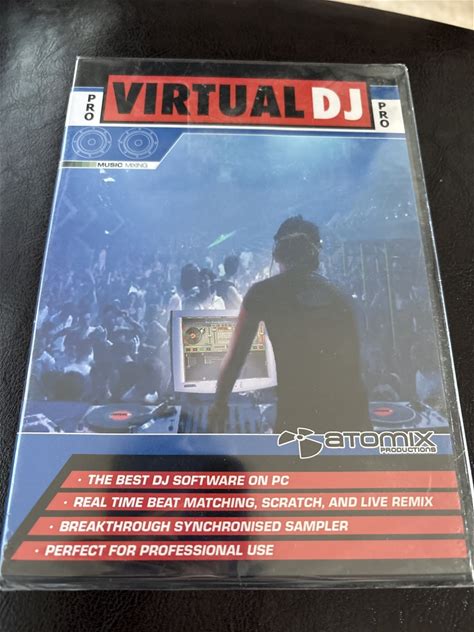 PRO
VIRTUAL DJ
PRO
MUSIC MIXING
atomix
PRODUCTIONS
· THE BEST DJ SOFTWARE ON PC
· REAL TIME BEAT MATCHING, SCRATCH, AND LIVE REMIX
· BREAKTHROUGH SYNCHRONISED SAMPLER
· PERFECT FOR PROFESSIONAL USE